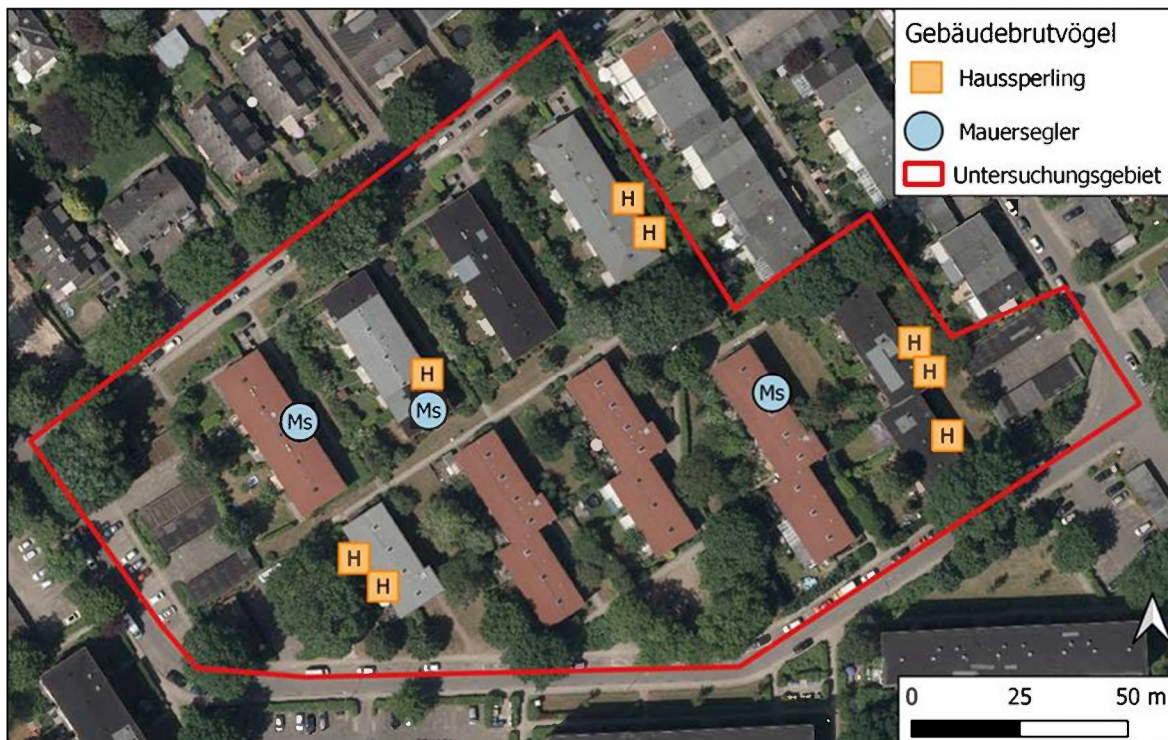 Gebäudebrutvögel
Haussperling
Mauersegler
Untersuchungsgebiet
H
H
H
H
H
Ms
Ms
Ms
H
H
H
0 25 50 m